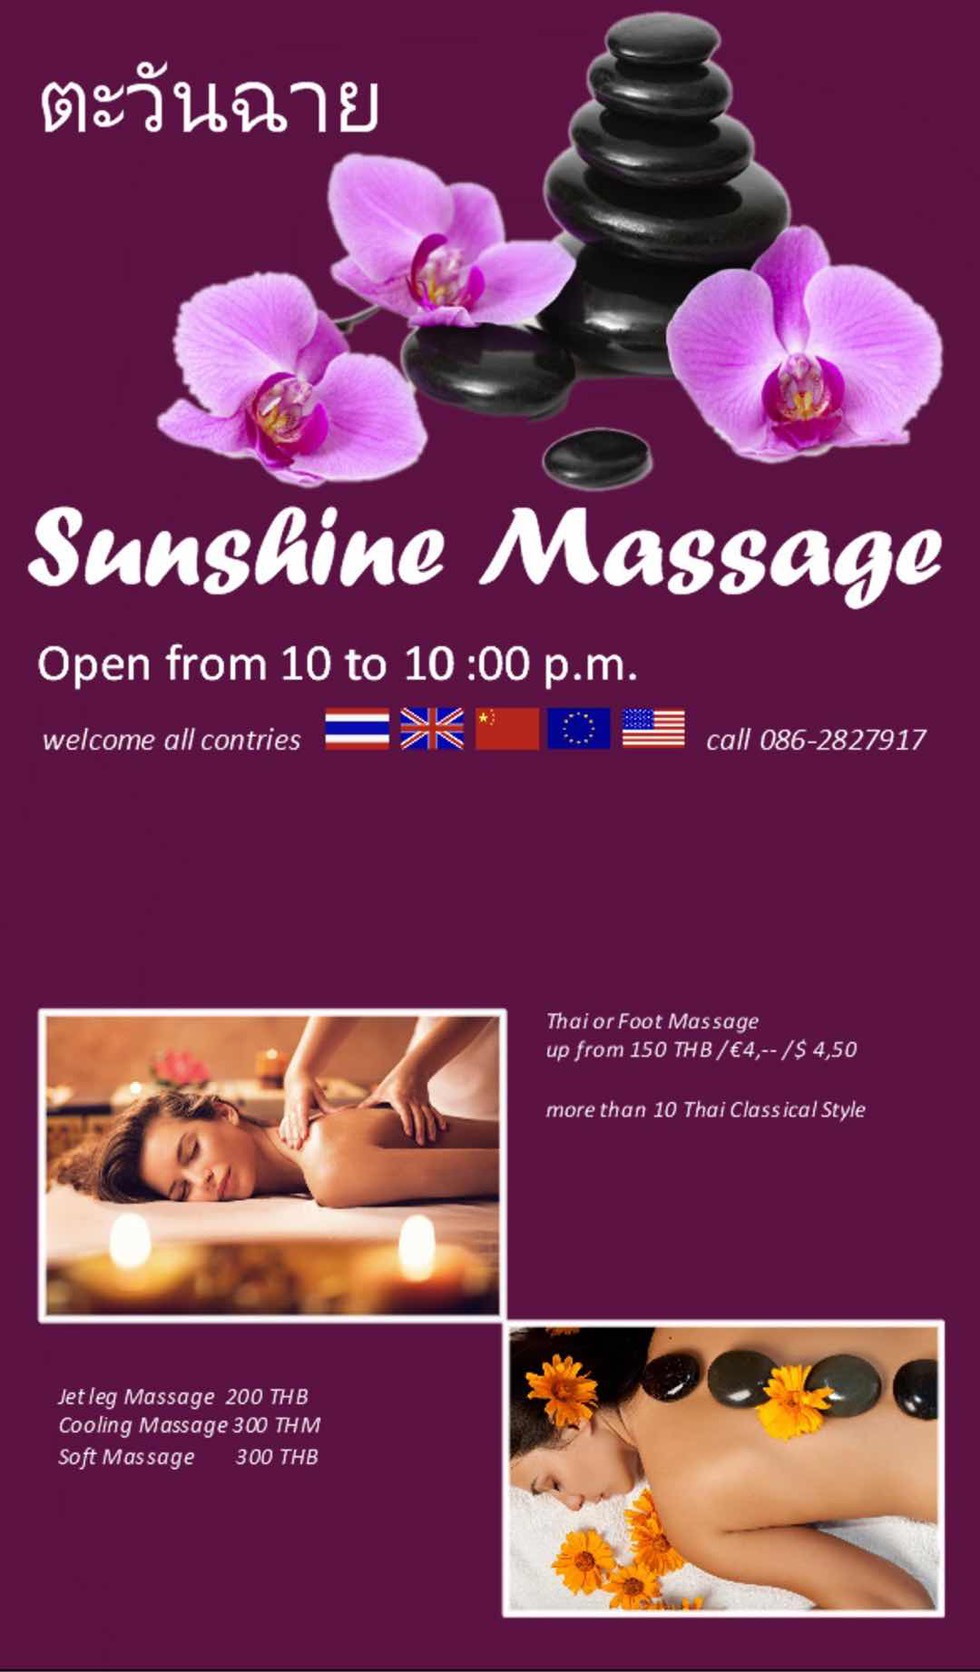 ตะวันฉาย
Sunshine Massage
Open from 10 to 10 :00 p.m.
welcome all contries call 086-2827917
Thai or Foot Massage
up from 150 THB / €4,-- / $ 4,50
more than 10 Thai Classical Style
Jet leg Massage 200 THB
Cooling Massage 300 THM
Soft Massage 300 THB